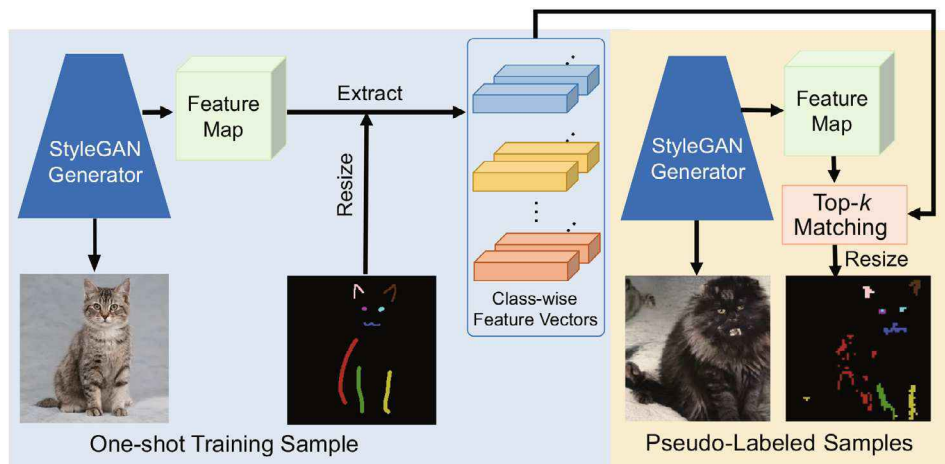 StyleGAN
Generator
Feature
Map
Extract
Resize
Class-wise
Feature Vectors
One-shot Training Sample
StyleGAN
Generator
Feature
Map
Top-k
Matching
Resize
Pseudo-Labeled Samples